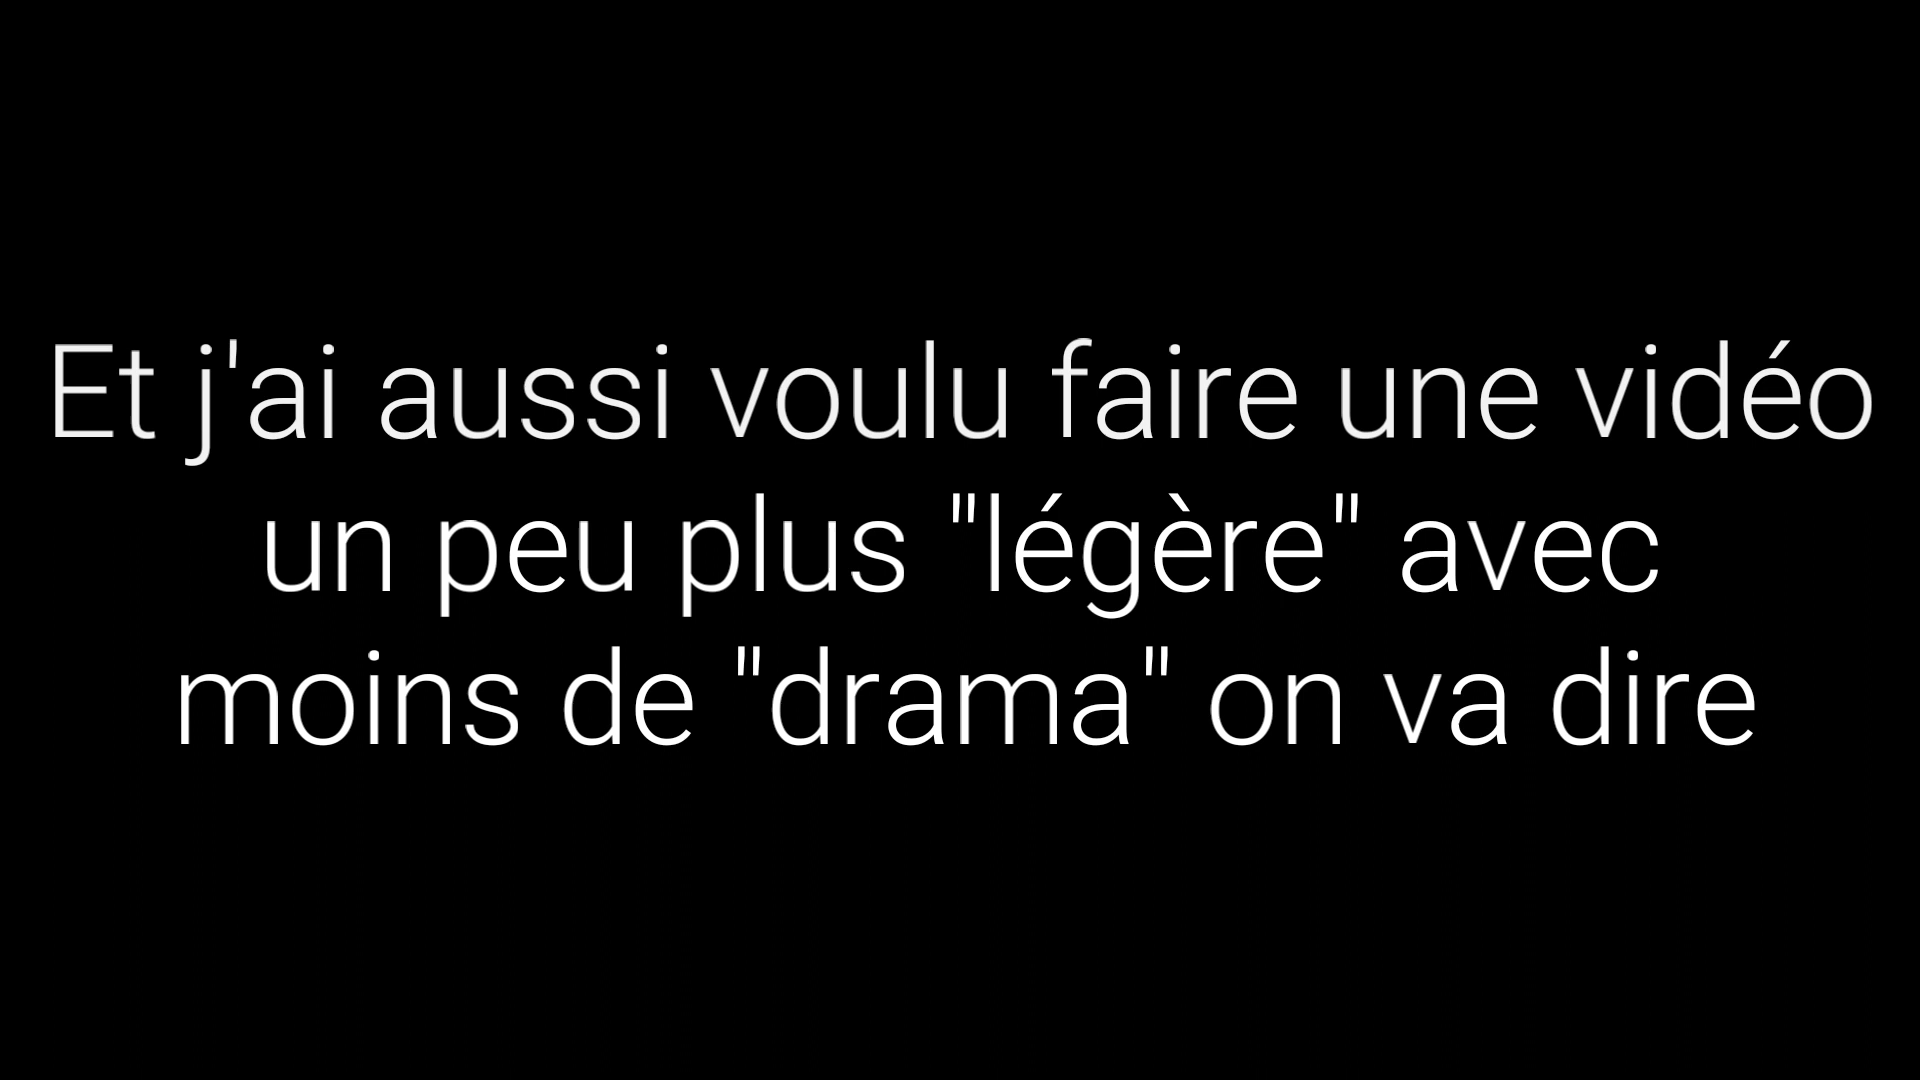 Et j'ai aussi voulu faire une vidéo
un peu plus "légère" avec
moins de "drama" on va dire